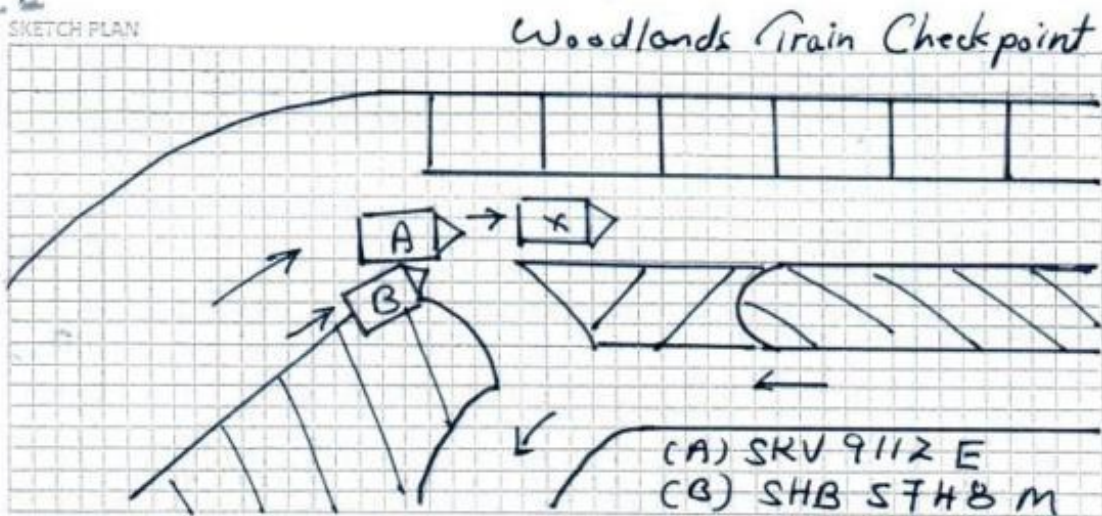 SKETCH PLAN
Woodlands Train Checkpoint
A
X
B
(A) SKV 9112 E
(B) SHB 5748 M